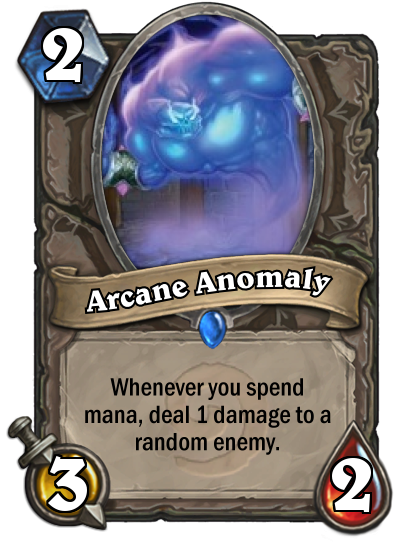 2
Arcane Anomaly
Whenever you spend
mana, deal 1 damage to a
random enemy.
3
2